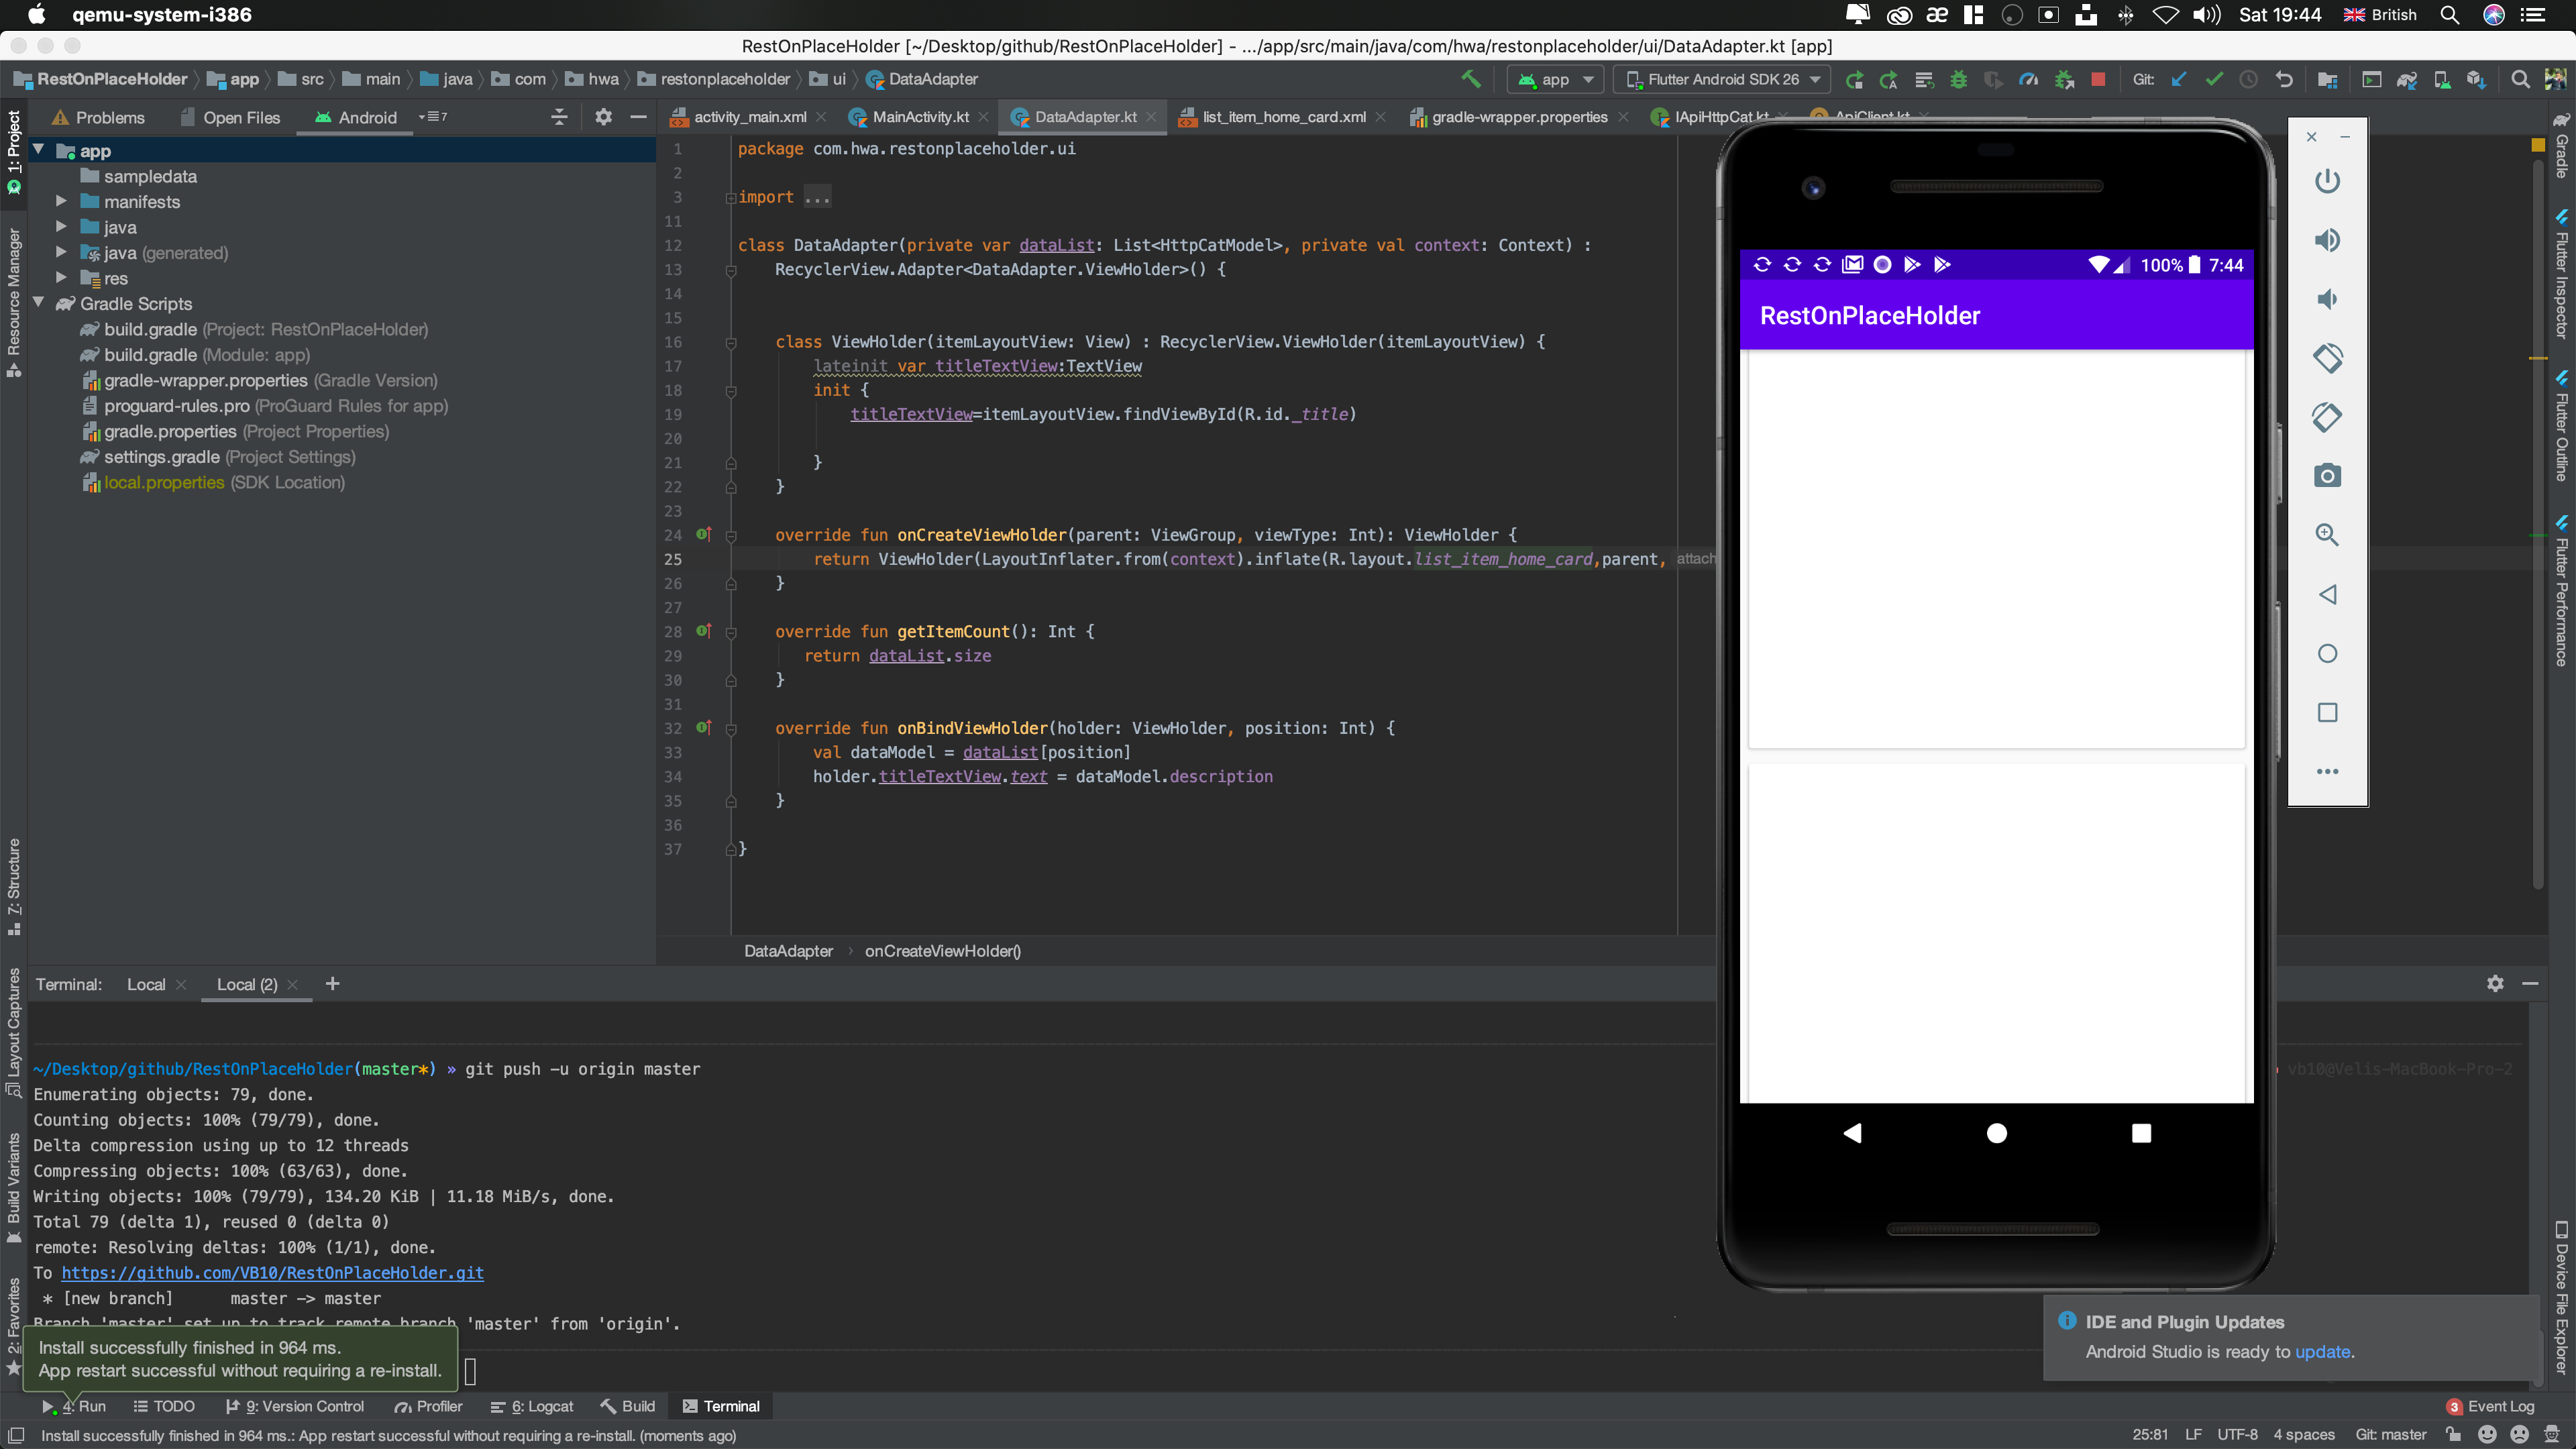 qemu-system-i386
Sat 19:44
British
RestOnPlaceHolder [~/Desktop/github/RestOnPlaceHolder] - .../app/src/main/java/com/hwa/restonplaceholder/ui/DataAdapter.kt [app]
RestOnPlaceHolder app src main java com hwa restonplaceholder ui DataAdapter
app
Flutter Android SDK 26
Git:
Problems
Open Files
Android
7
activity_main.xml
MainActivity.kt
DataAdapter.kt
list_item_home_card.xml
gradle-wrapper.properties
IApiHttpCat.kt
ApiClient.kt
1: Project
Resource Manager
7: Structure
Layout Captures
Build Variants
2: Favorites
app
sampledata
manifests
java
java (generated)
res
Gradle Scripts
build.gradle (Project: RestOnPlaceHolder)
build.gradle (Module: app)
gradle-wrapper.properties (Gradle Version)
proguard-rules.pro (ProGuard Rules for app)
gradle.properties (Project Properties)
settings.gradle (Project Settings)
local.properties (SDK Location)
1 package com.hwa.restonplaceholder.ui
2
3 import ...
11
12 class DataAdapter(private var dataList: List<HttpCatModel>, private val context: Context) :
13 RecyclerView.Adapter<DataAdapter.ViewHolder>() {
14
15
16 class ViewHolder(itemLayoutView: View) : RecyclerView.ViewHolder(itemLayoutView) {
17 lateinit var titleTextView:TextView
18 init {
19 titleTextView=itemLayoutView.findViewById(R.id._title)
20
21 }
22 }
23
24 override fun onCreateViewHolder(parent: ViewGroup, viewType: Int): ViewHolder {
25 return ViewHolder(LayoutInflater.from(context).inflate(R.layout.list_item_home_card,parent, attach
26 }
27
28 override fun getItemCount(): Int {
29 return dataList.size
30 }
31
32 override fun onBindViewHolder(holder: ViewHolder, position: Int) {
33 val dataModel = dataList[position]
34 holder.titleTextView.text = dataModel.description
35 }
36
37 }
DataAdapter onCreateViewHolder()
100% 7:44
RestOnPlaceHolder
Gradle
Flutter Inspector
Flutter Outline
Flutter Performance
Device File Explorer
Terminal: Local Local (2) +
~/Desktop/github/RestOnPlaceHolder(master*) » git push -u origin master
vb10@Velis-MacBook-Pro-2
Enumerating objects: 79, done.
Counting objects: 100% (79/79), done.
Delta compression using up to 12 threads
Compressing objects: 100% (63/63), done.
Writing objects: 100% (79/79), 134.20 KiB | 11.18 MiB/s, done.
Total 79 (delta 1), reused 0 (delta 0)
remote: Resolving deltas: 100% (1/1), done.
To https://github.com/VB10/RestOnPlaceHolder.git
* [new branch] master -> master
Branch 'master' set up to track remote branch 'master' from 'origin'.
Install successfully finished in 964 ms.
App restart successful without requiring a re-install.
IDE and Plugin Updates
Android Studio is ready to update.
4: Run
TODO
9: Version Control
Profiler
6: Logcat
Build
Terminal
3 Event Log
Install successfully finished in 964 ms.: App restart successful without requiring a re-install. (moments ago)
25:81 LF UTF-8 4 spaces Git: master